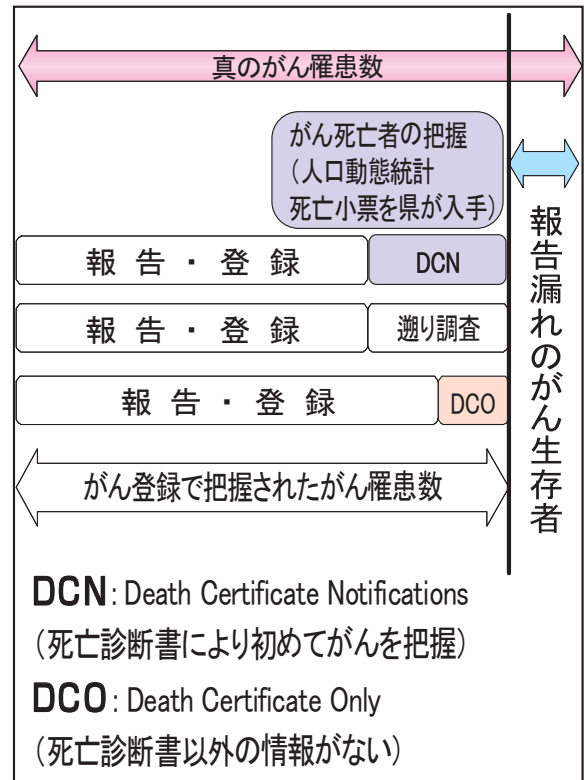 真のがん罹患数
がん死亡者の把握
（人口動態統計
死亡小票を県が入手）
報告・登録 DCN
報告・登録 遡り調査
報告・登録 DCO
がん登録で把握されたがん罹患数
報告漏れのがん生存者
DCN：Death Certificate Notifications
（死亡診断書により初めてがんを把握）
DCO：Death Certificate Only
（死亡診断書以外の情報がない）